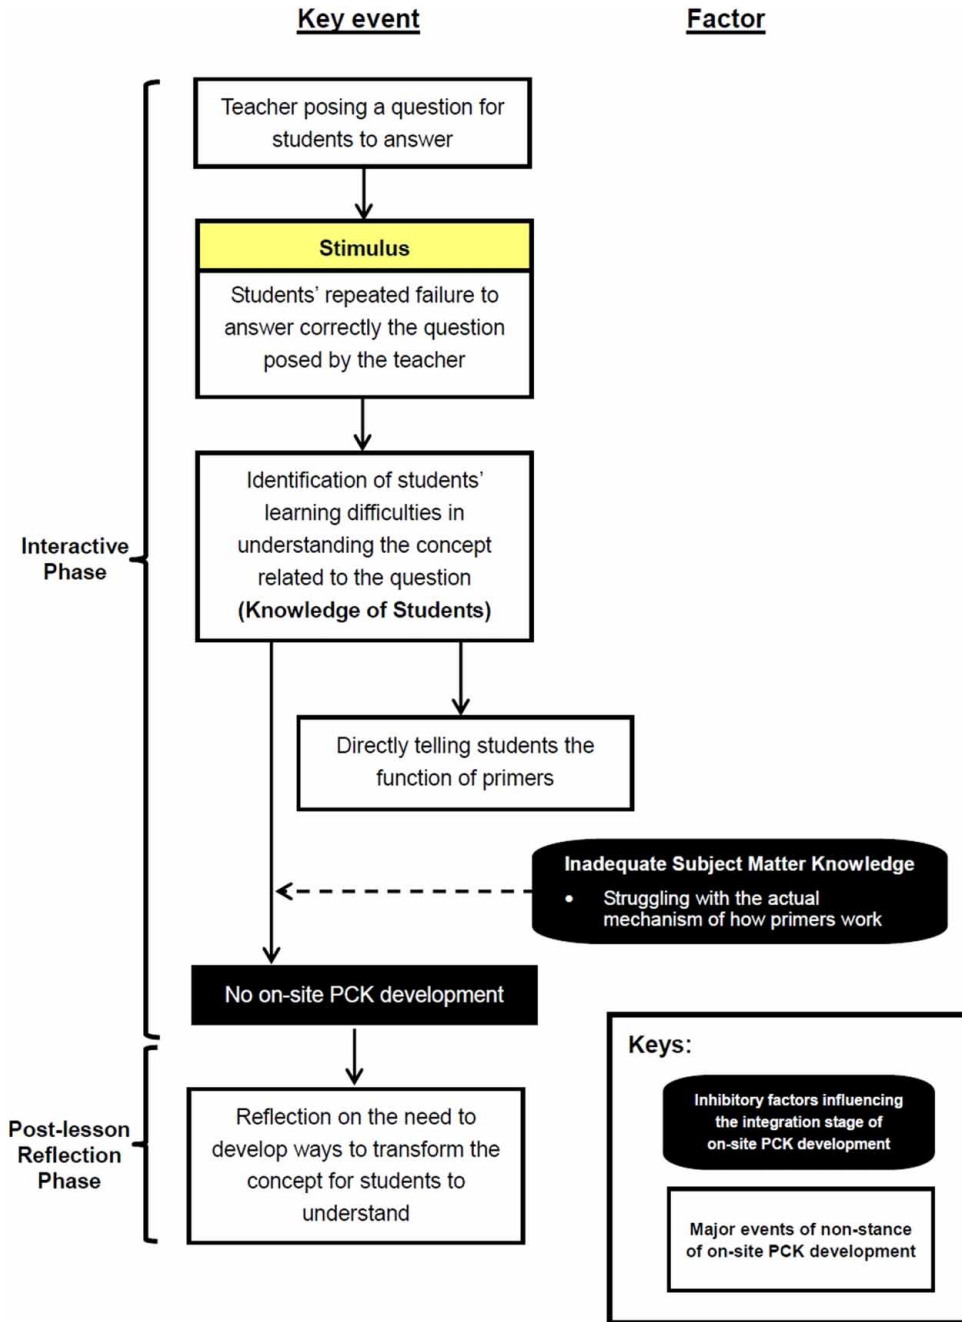 Key event
Factor
Teacher posing a question for
students to answer
Stimulus
Students' repeated failure to
answer correctly the question
posed by the teacher
Identification of students'
learning difficulties in
understanding the concept
related to the question
(Knowledge of Students)
Interactive
Phase
Directly telling students the
function of primers
Inadequate Subject Matter Knowledge
• Struggling with the actual
mechanism of how primers work
No on-site PCK development
Post-lesson
Reflection
Phase
Reflection on the need to
develop ways to transform the
concept for students to
understand
Keys:
Inhibitory factors influencing
the integration stage of
on-site PCK development
Major events of non-stance
of on-site PCK development